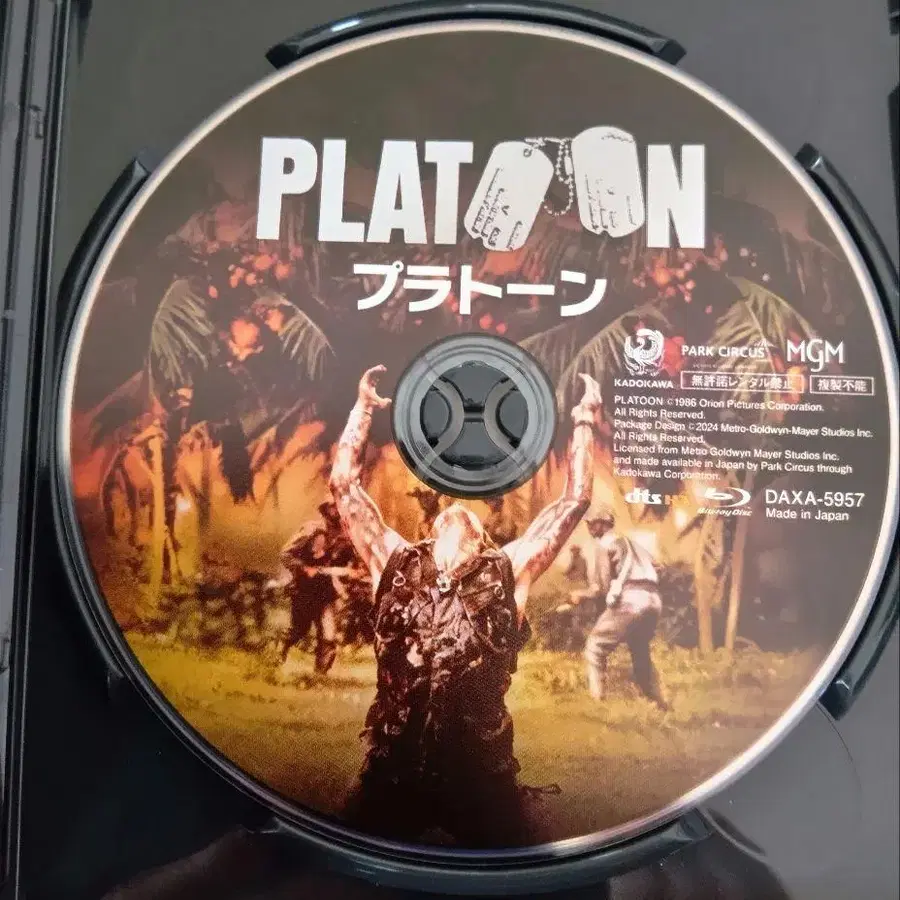 PLATOON
プラトーン
KADOKAWA
PARK CIRCUS
MGM
無許諾レンタル禁止
複製不能
PLATOON ©1986 Orion Pictures Corporation.
All Rights Reserved.
Package Design ©2024 Metro-Goldwyn-Mayer Studios Inc.
All Rights Reserved.
Licensed from Metro Goldwyn Mayer Studios Inc.
and made available in Japan by Park Circus through
Kadokawa Corporation.
dts HD
Blu-ray Disc
DAXA-5957
Made in Japan